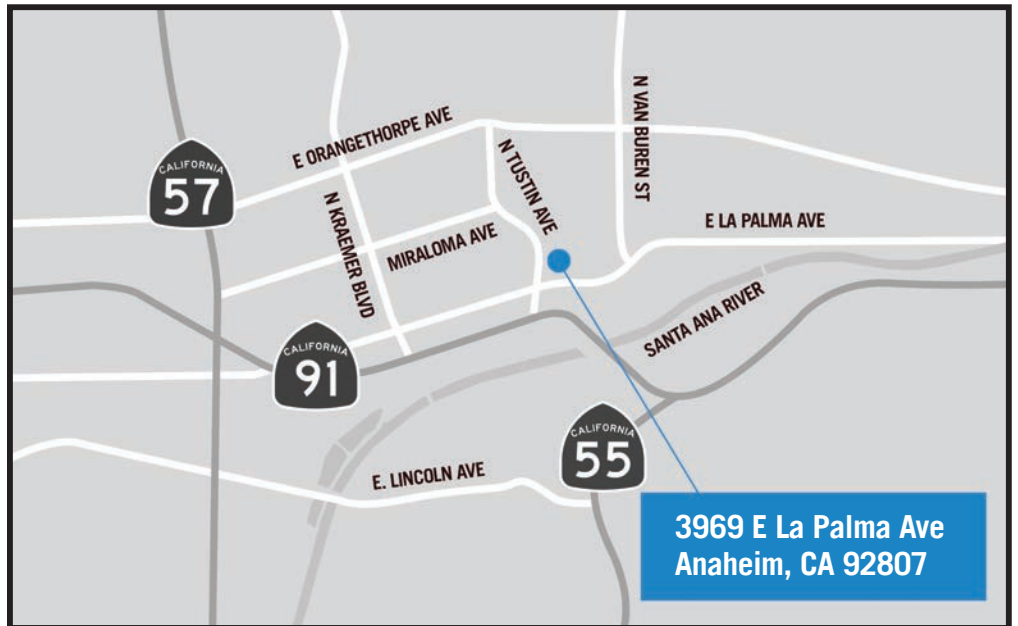 N VAN BUREN ST
E ORANGETHORPE AVE
N TUSTIN AVE
CALIFORNIA
57
N KRAEMER BLVD
MIRALOMA AVE
E LA PALMA AVE
SANTA ANA RIVER
CALIFORNIA
91
CALIFORNIA
55
E. LINCOLN AVE
3969 E La Palma Ave
Anaheim, CA 92807